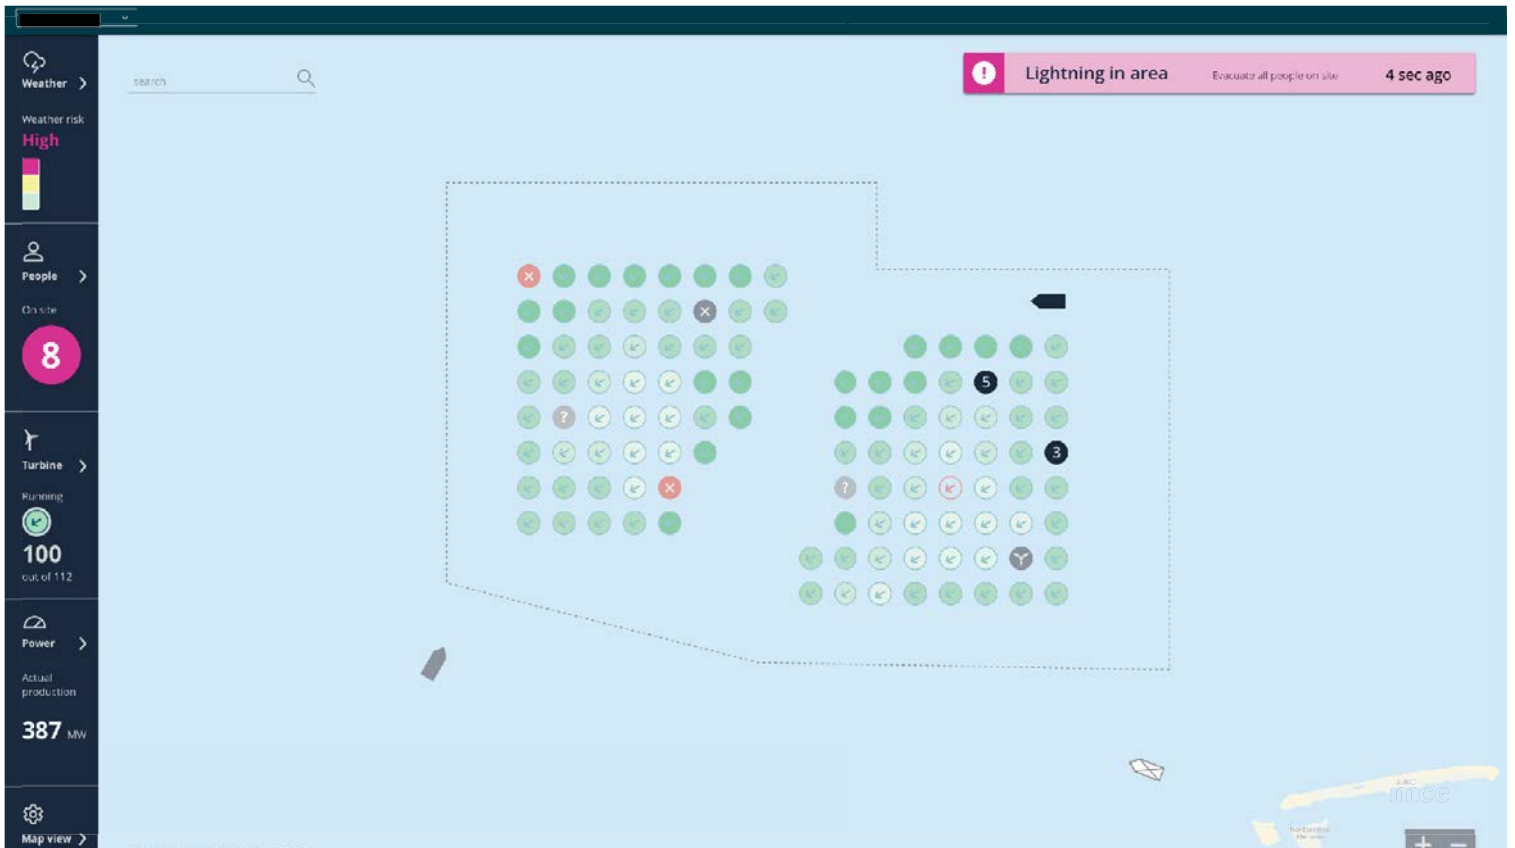 Weather
search
Lightning in area
Evacuate all people on site
4 sec ago
Weather risk
High
People
On site
8
5
?
3
?
Turbine
Running
100
out of 112
Power
Actual
production
387 MW
Map view